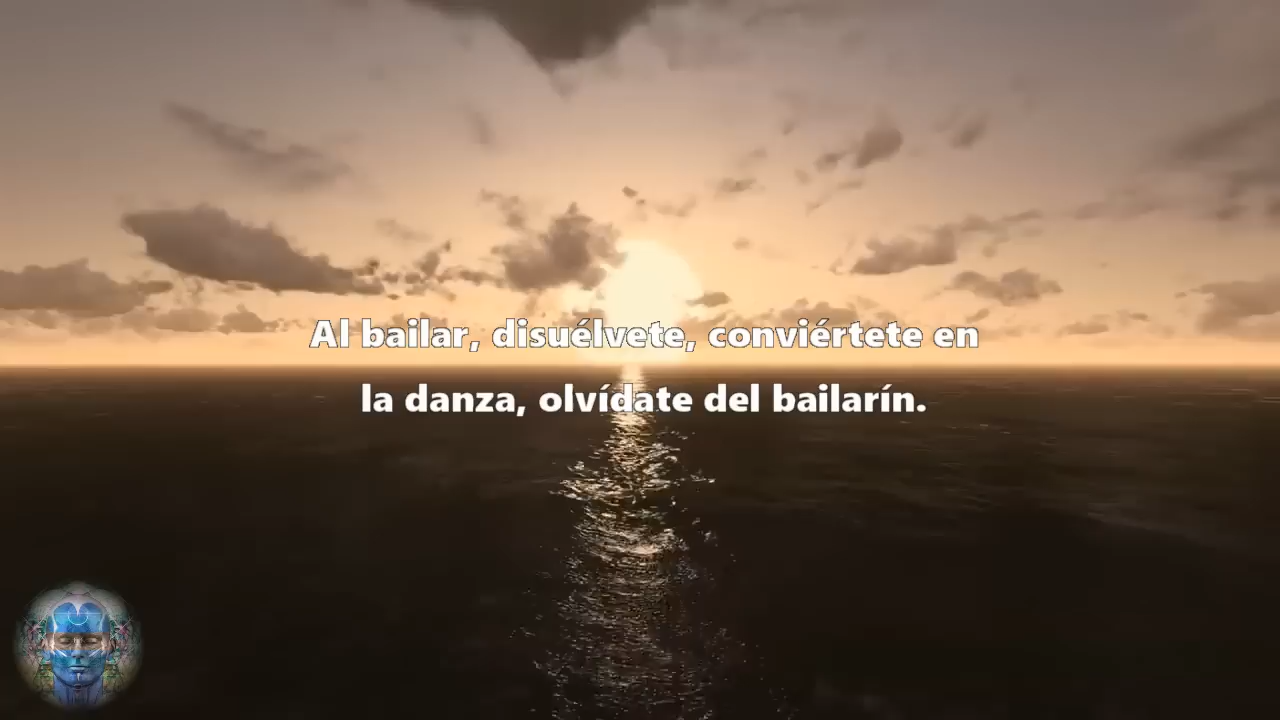 Al bailar, disuélvete, conviértete en
la danza, olvídate del bailarín.